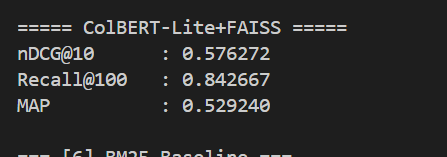 ===== ColBERT-Lite+FAISS =====
nDCG@10      : 0.576272
Recall@100   : 0.842667
MAP          : 0.529240
=== [6] BM25 Baseline ===